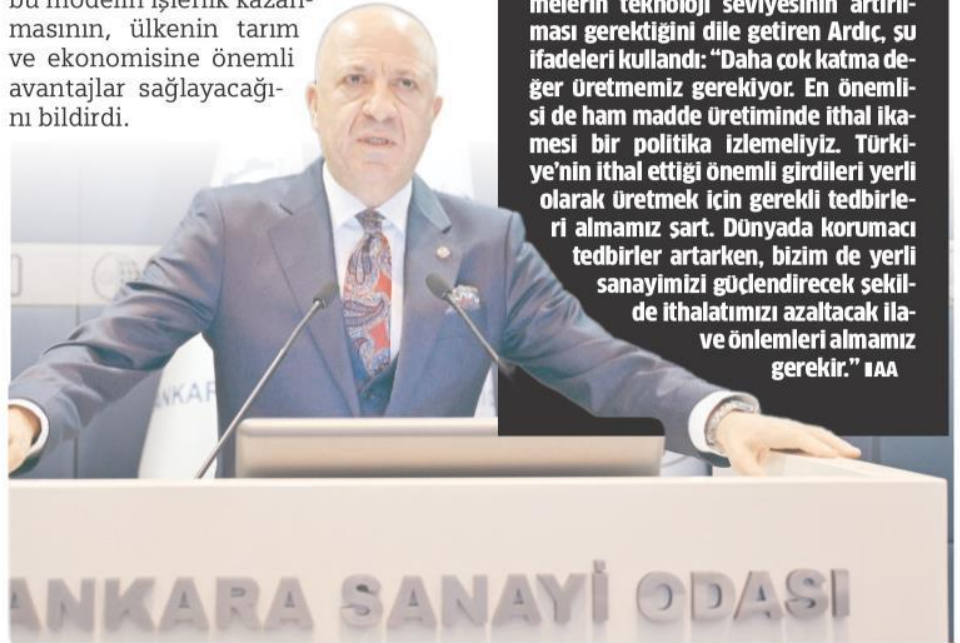 bu modelin işlerlik kazan-
masının, ülkenin tarım
ve ekonomisine önemli
avantajlar sağlayacağı-
nı bildirdi.
melerin teknoloji seviyesinin artırıl-
ması gerektiğini dile getiren Ardıç, şu
ifadeleri kullandı: “Daha çok katma de-
ğer üretmemiz gerekiyor. En önemli-
si de ham madde üretiminde ithal ika-
mesi bir politika izlemeliyiz. Türki-
ye’nin ithal ettiği önemli girdileri yerli
olarak üretmek için gerekli tedbirle-
ri almamız şart. Dünyada korumacı
tedbirler artarken, bizim de yerli
sanayimizi güçlendirecek şekil-
de ithalatımızı azaltacak ila-
ve önlemleri almamız
gerekir.” ▮AA
ANKAR
ANKARA SANAYİ ODASI